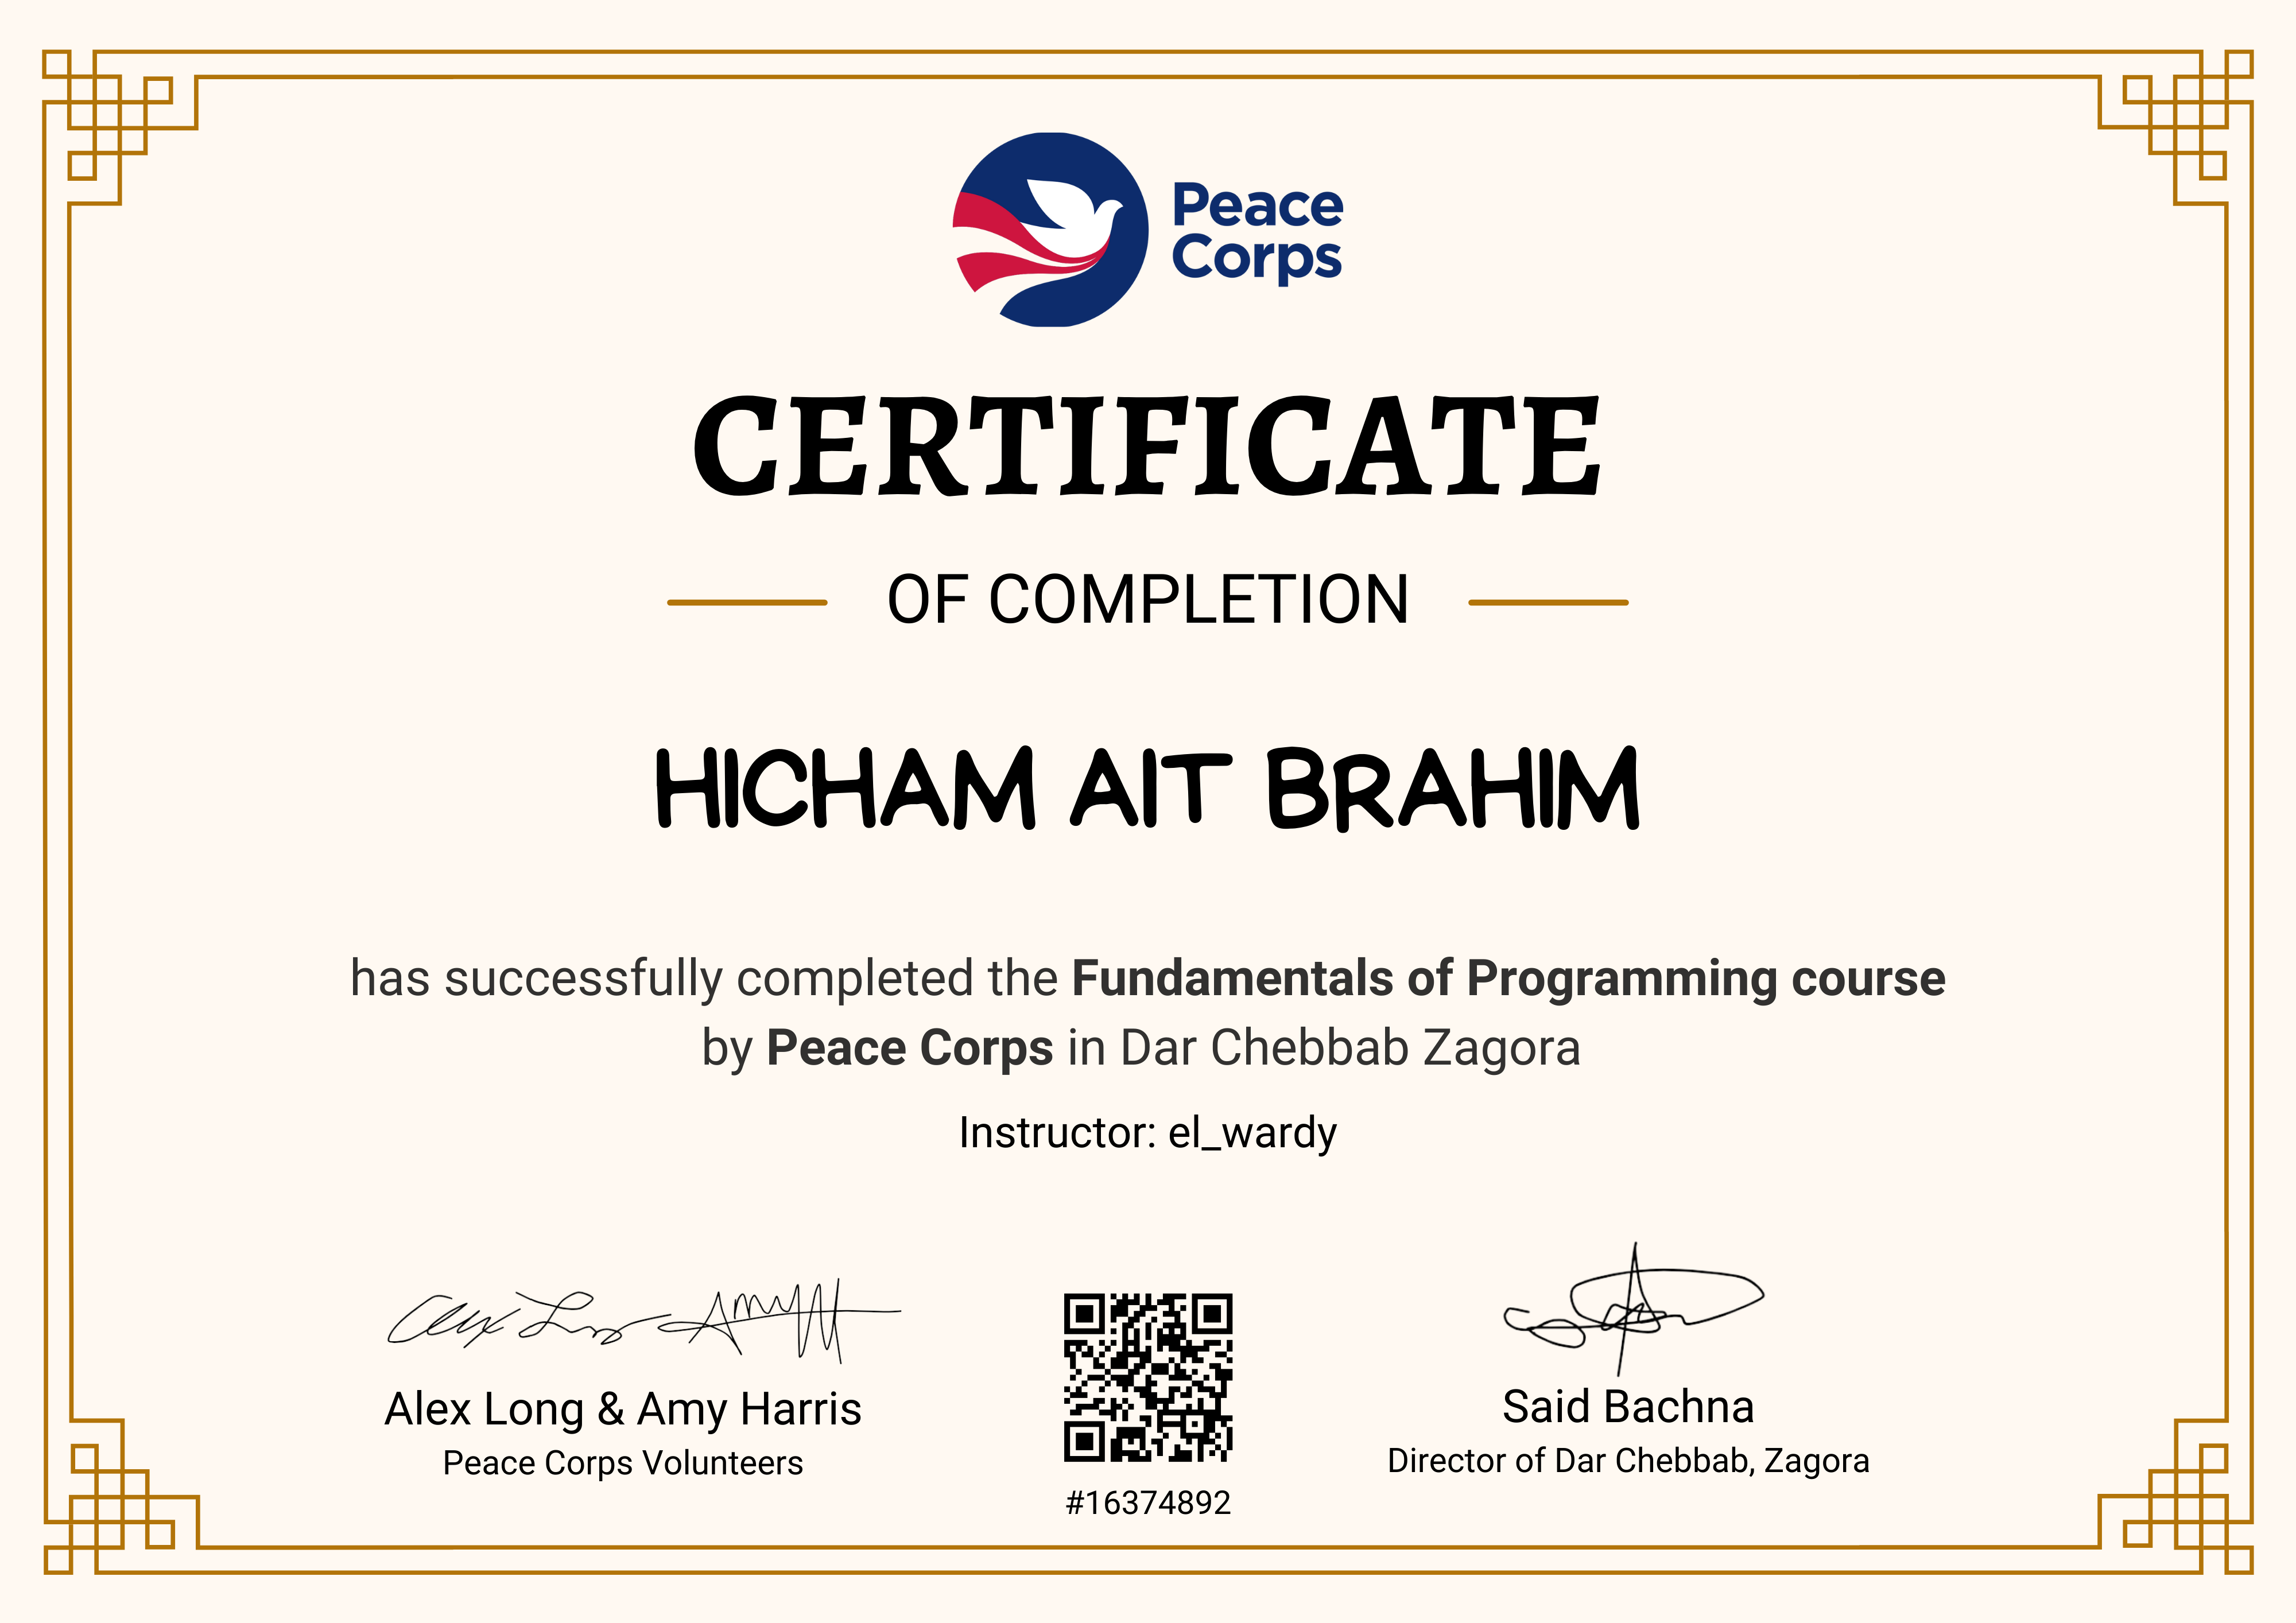 Peace
Corps
CERTIFICATE
OF COMPLETION
HICHAM AIT BRAHIM
has successfully completed the Fundamentals of Programming course
by Peace Corps in Dar Chebbab Zagora
Instructor: el_wardy
Alex Long & Amy Harris
Peace Corps Volunteers
#16374892
Said Bachna
Director of Dar Chebbab, Zagora